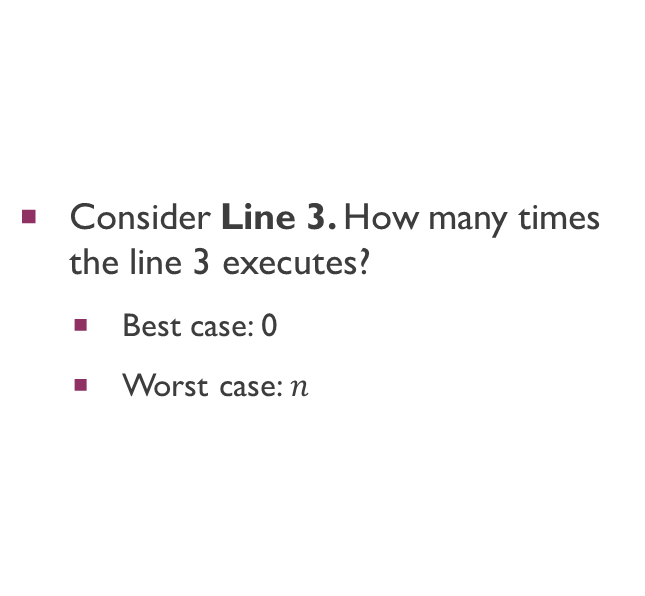 Consider Line 3. How many times
the line 3 executes?
Best case: 0
Worst case: n